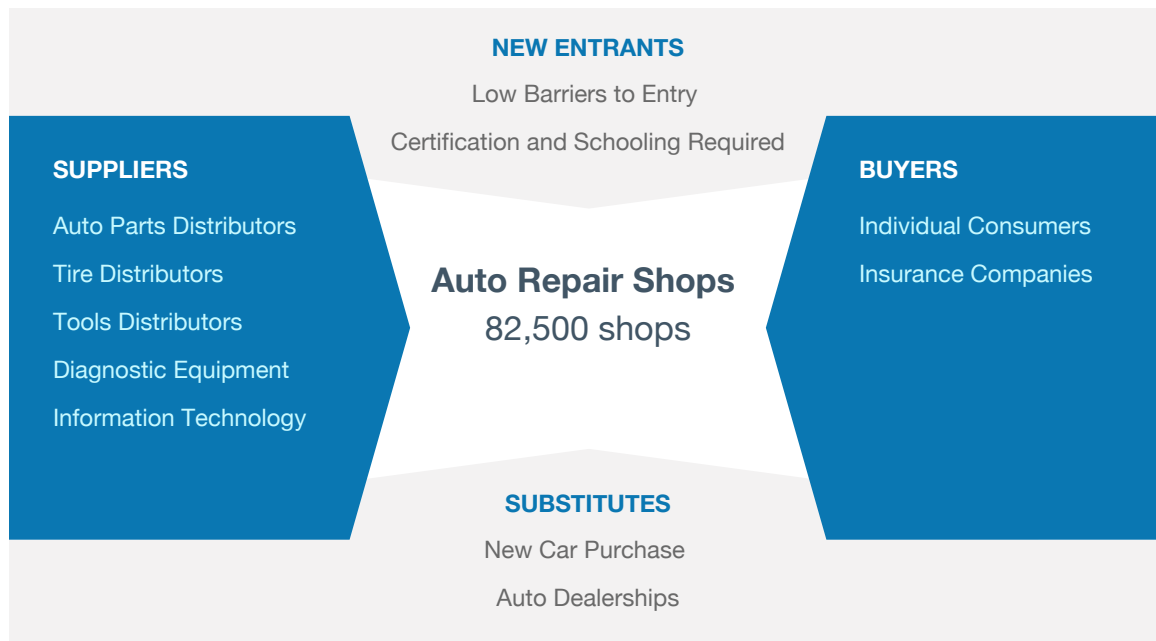 NEW ENTRANTS
Low Barriers to Entry
Certification and Schooling Required
SUPPLIERS
Auto Parts Distributors
Tire Distributors
Tools Distributors
Diagnostic Equipment
Information Technology
Auto Repair Shops
82,500 shops
BUYERS
Individual Consumers
Insurance Companies
SUBSTITUTES
New Car Purchase
Auto Dealerships